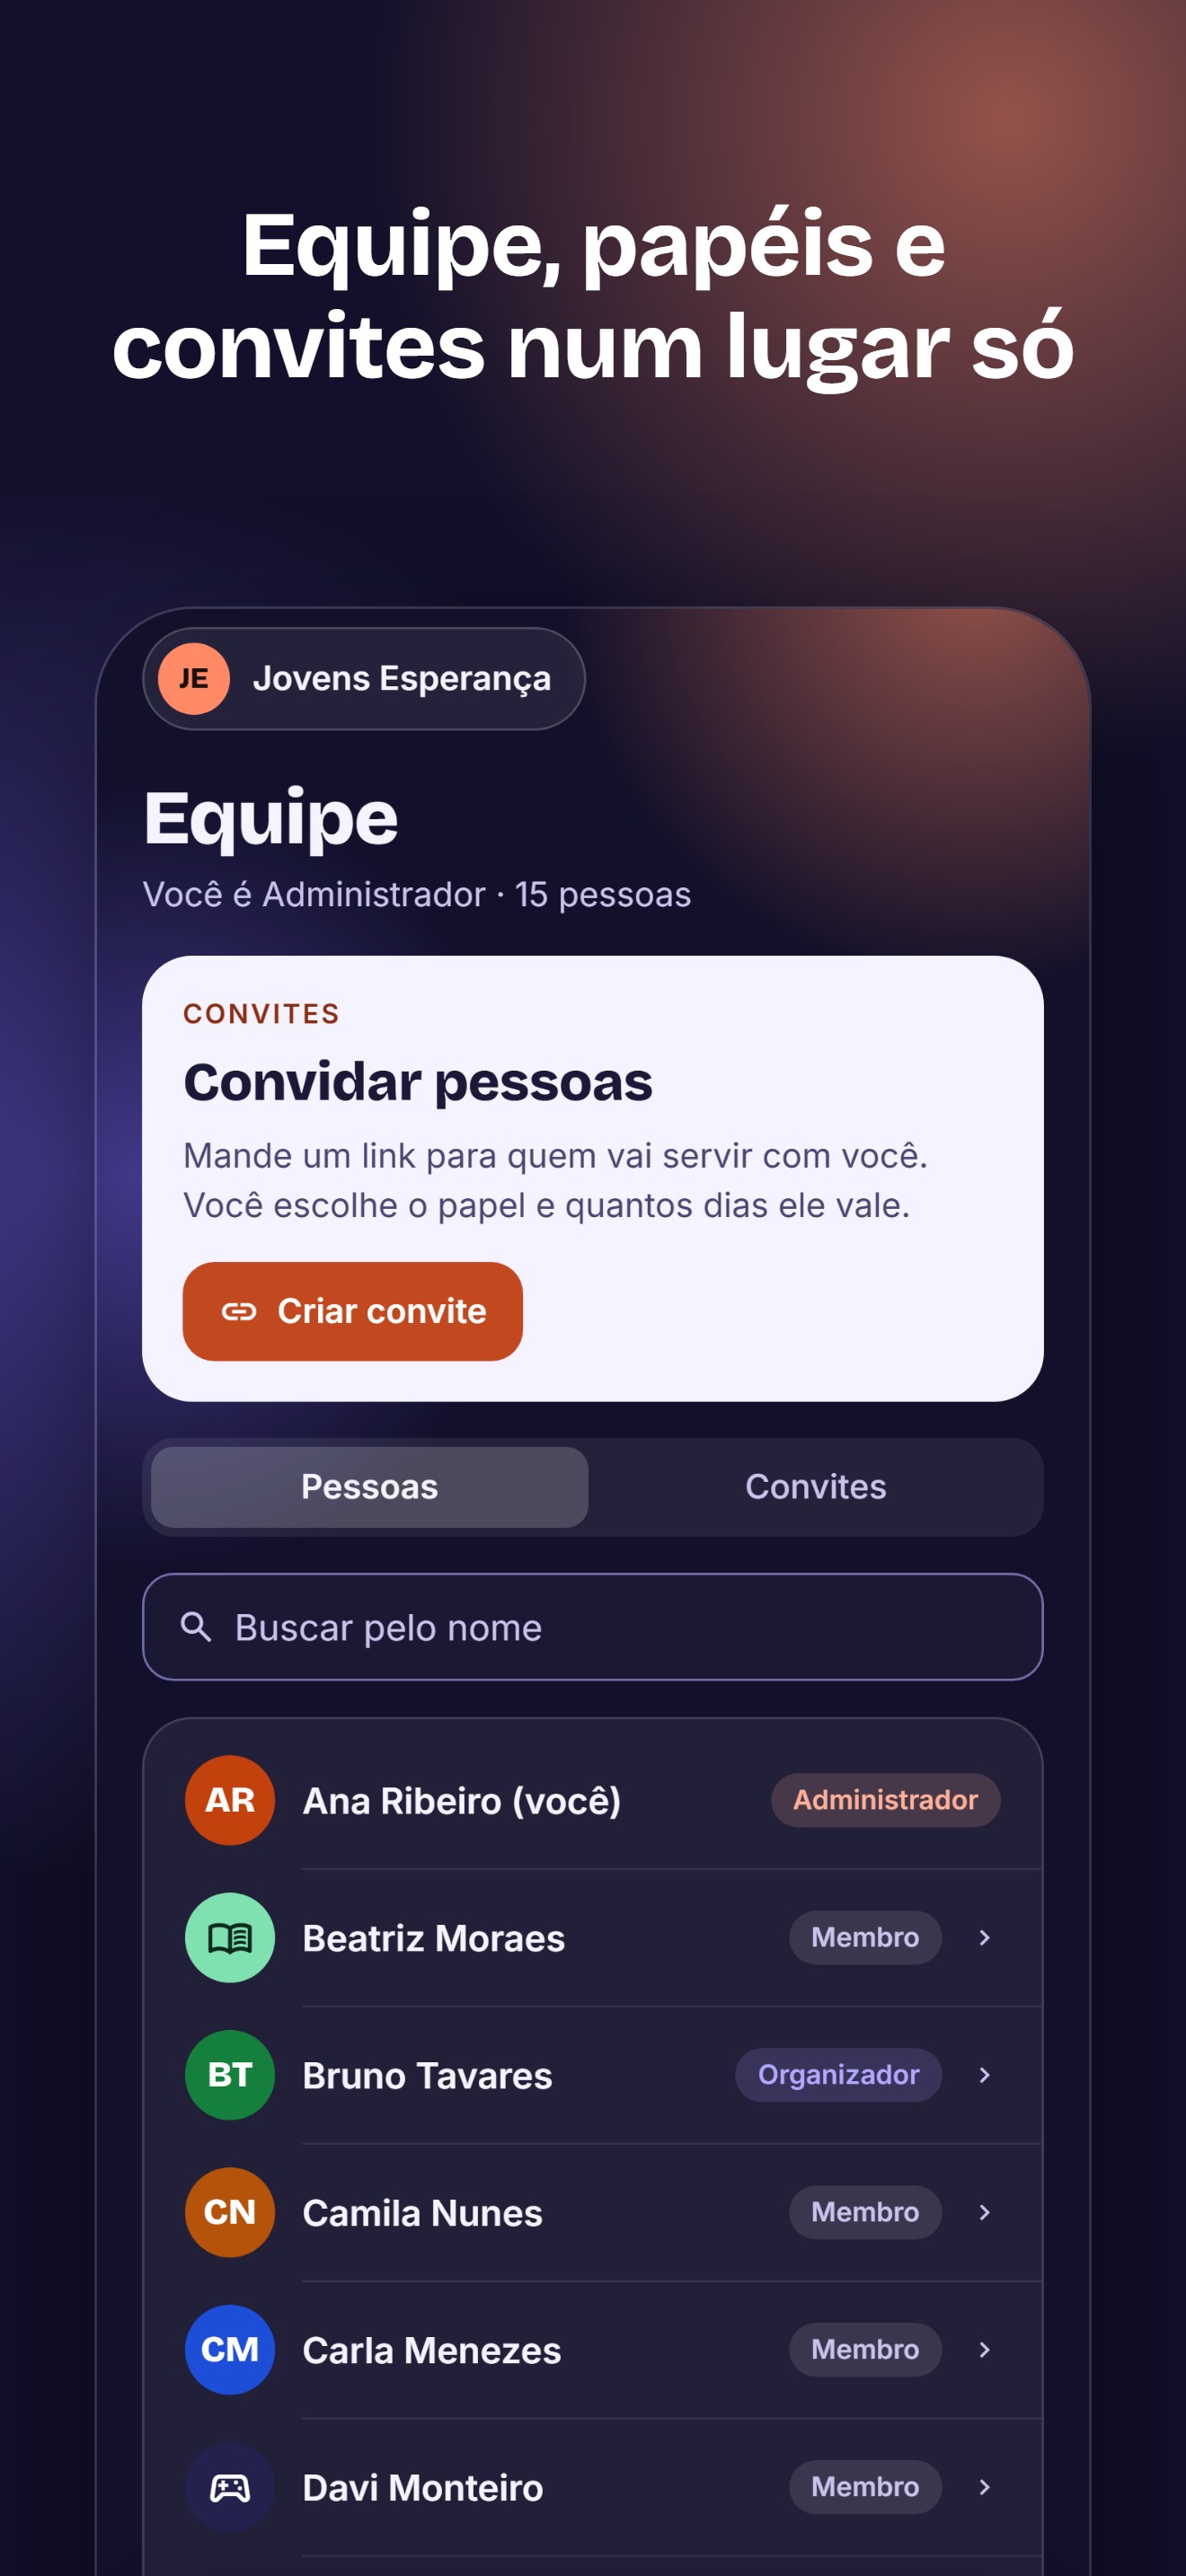 Equipe, papéis e
convites num lugar só
JE Jovens Esperança
Equipe
Você é Administrador · 15 pessoas
CONVITES
Convidar pessoas
Mande um link para quem vai servir com você.
Você escolhe o papel e quantos dias ele vale.
Criar convite
Pessoas Convites
Buscar pelo nome
AR Ana Ribeiro (você) Administrador
Beatriz Moraes Membro
BT Bruno Tavares Organizador
CN Camila Nunes Membro
CM Carla Menezes Membro
Davi Monteiro Membro